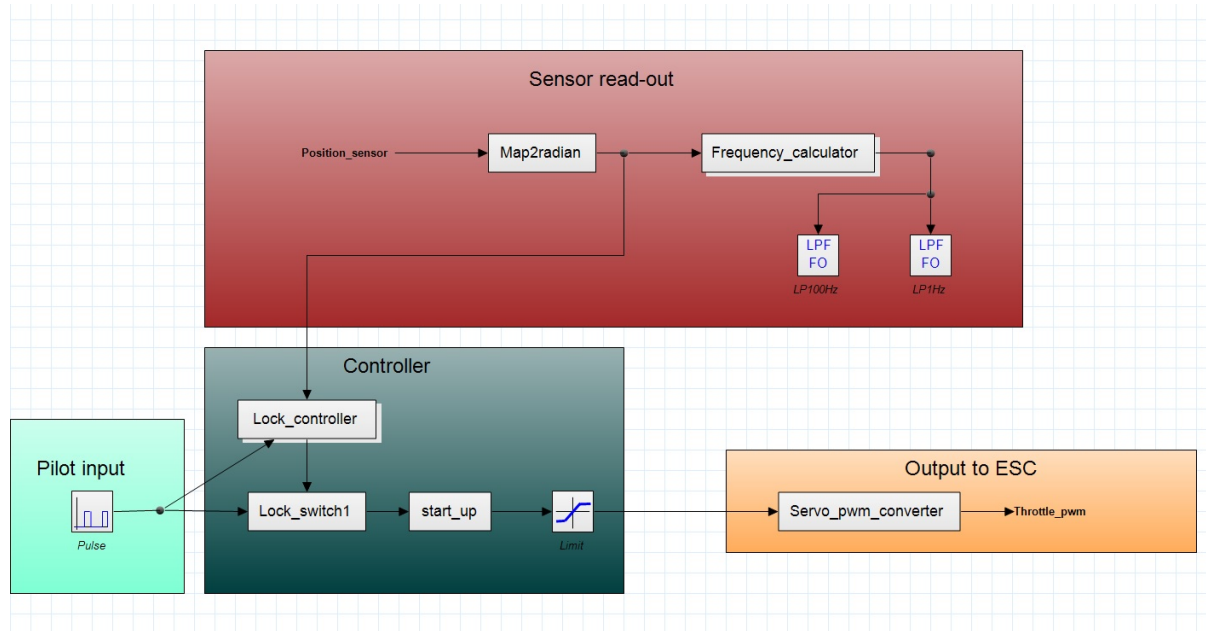 Sensor read-out
Position_sensor
Map2radian
Frequency_calculator
LPF
FO
LP100Hz
LPF
FO
LP1Hz
Controller
Lock_controller
Pilot input
Pulse
Lock_switch1
start_up
Limit
Output to ESC
Servo_pwm_converter
Throttle_pwm